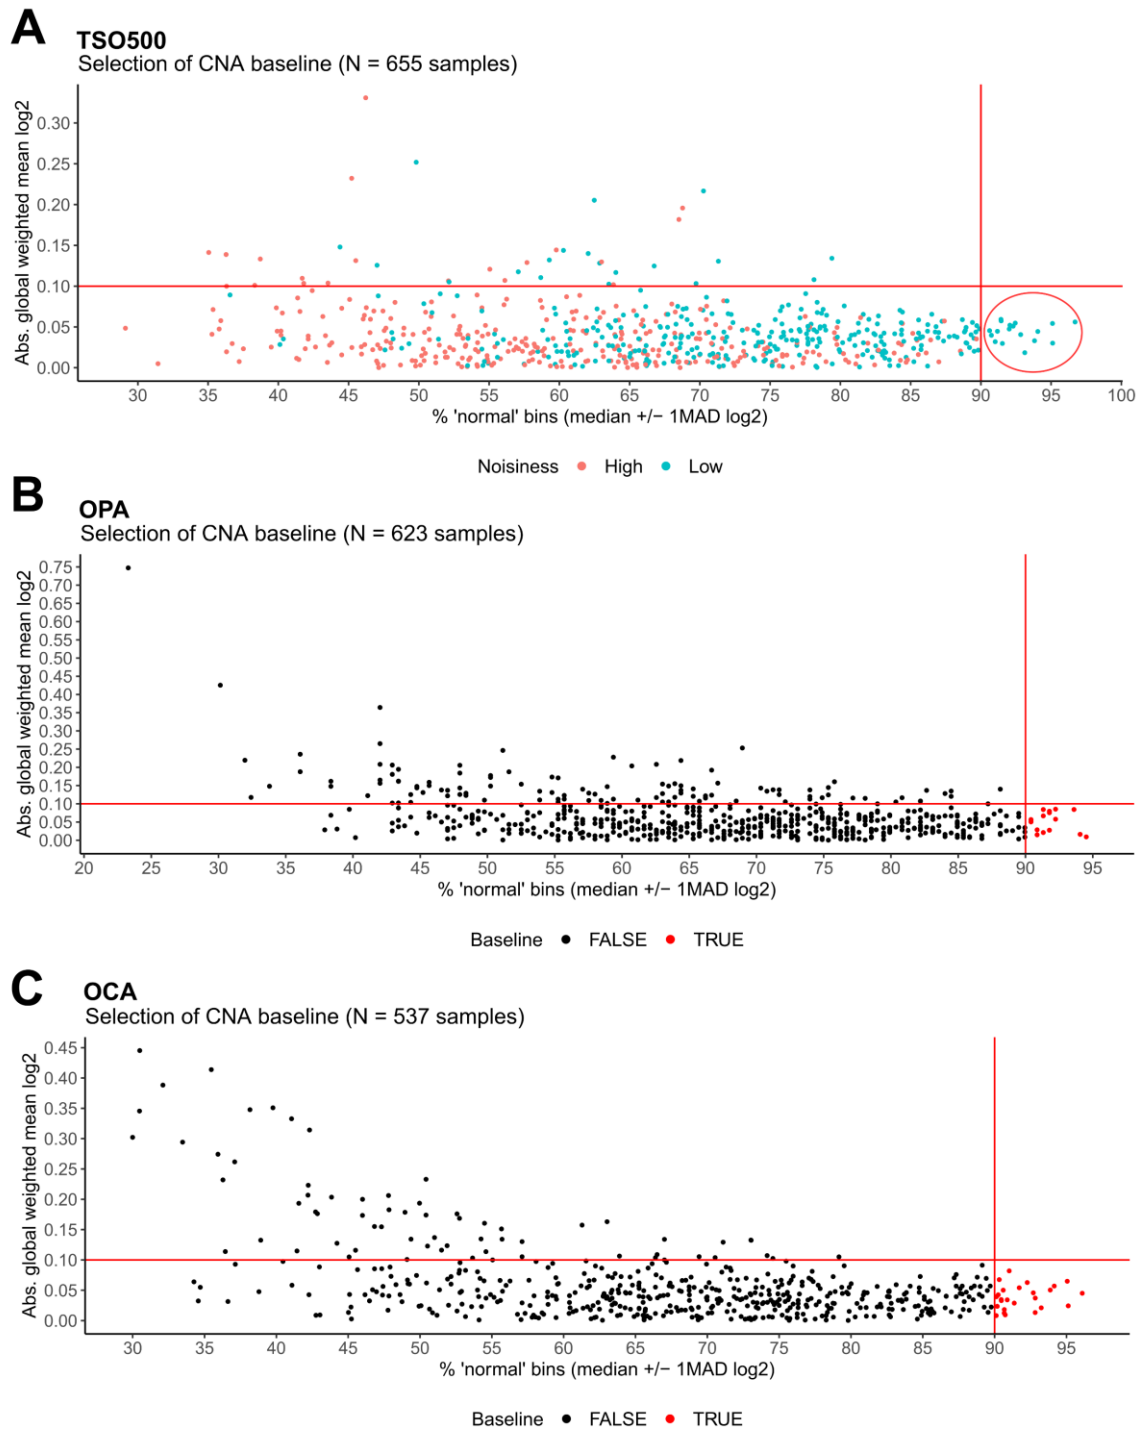 A
TSO500
Selection of CNA baseline (N = 655 samples)
Abs. global weighted mean log2
0.30
0.25
0.20
0.15
0.10
0.05
0.00
30 35 40 45 50 55 60 65 70 75 80 85 90 95 100
% 'normal' bins (median +/− 1MAD log2)
Noisiness High Low
B
OPA
Selection of CNA baseline (N = 623 samples)
Abs. global weighted mean log2
0.75
0.70
0.65
0.60
0.55
0.50
0.45
0.40
0.35
0.30
0.25
0.20
0.15
0.10
0.05
0.00
20 25 30 35 40 45 50 55 60 65 70 75 80 85 90 95
% 'normal' bins (median +/− 1MAD log2)
Baseline FALSE TRUE
C
OCA
Selection of CNA baseline (N = 537 samples)
Abs. global weighted mean log2
0.45
0.40
0.35
0.30
0.25
0.20
0.15
0.10
0.05
0.00
30 35 40 45 50 55 60 65 70 75 80 85 90 95
% 'normal' bins (median +/− 1MAD log2)
Baseline FALSE TRUE